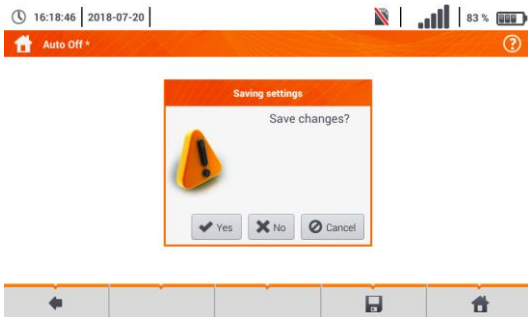 16:18:46 2018-07-20 83 %
Auto Off *
Saving settings
Save changes?
Yes No Cancel